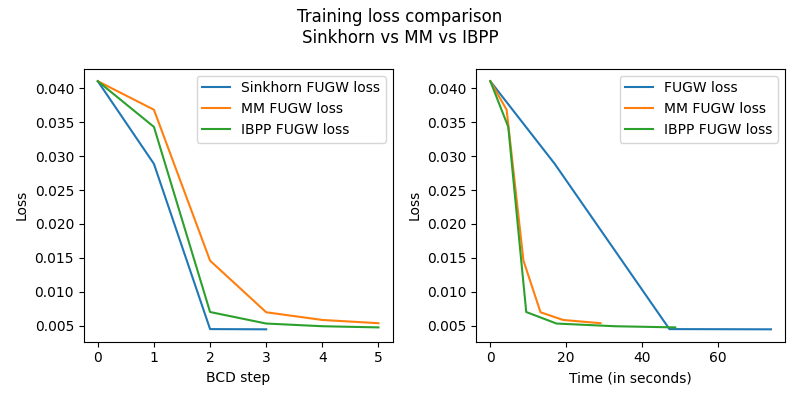 Training loss comparison
Sinkhorn vs MM vs IBPP
Loss
0.040
0.035
0.030
0.025
0.020
0.015
0.010
0.005
Sinkhorn FUGW loss
MM FUGW loss
IBPP FUGW loss
0 1 2 3 4 5
BCD step
Loss
0.040
0.035
0.030
0.025
0.020
0.015
0.010
0.005
FUGW loss
MM FUGW loss
IBPP FUGW loss
0 20 40 60
Time (in seconds)